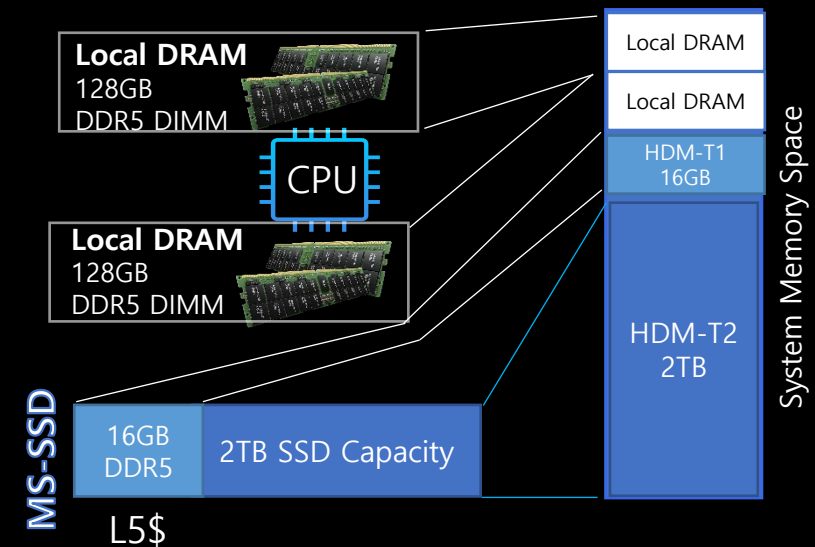 Local DRAM
128GB
DDR5 DIMM
CPU
Local DRAM
128GB
DDR5 DIMM
MS-SSD
16GB
DDR5
2TB SSD Capacity
L5$
Local DRAM
Local DRAM
HDM-T1
16GB
HDM-T2
2TB
System Memory Space